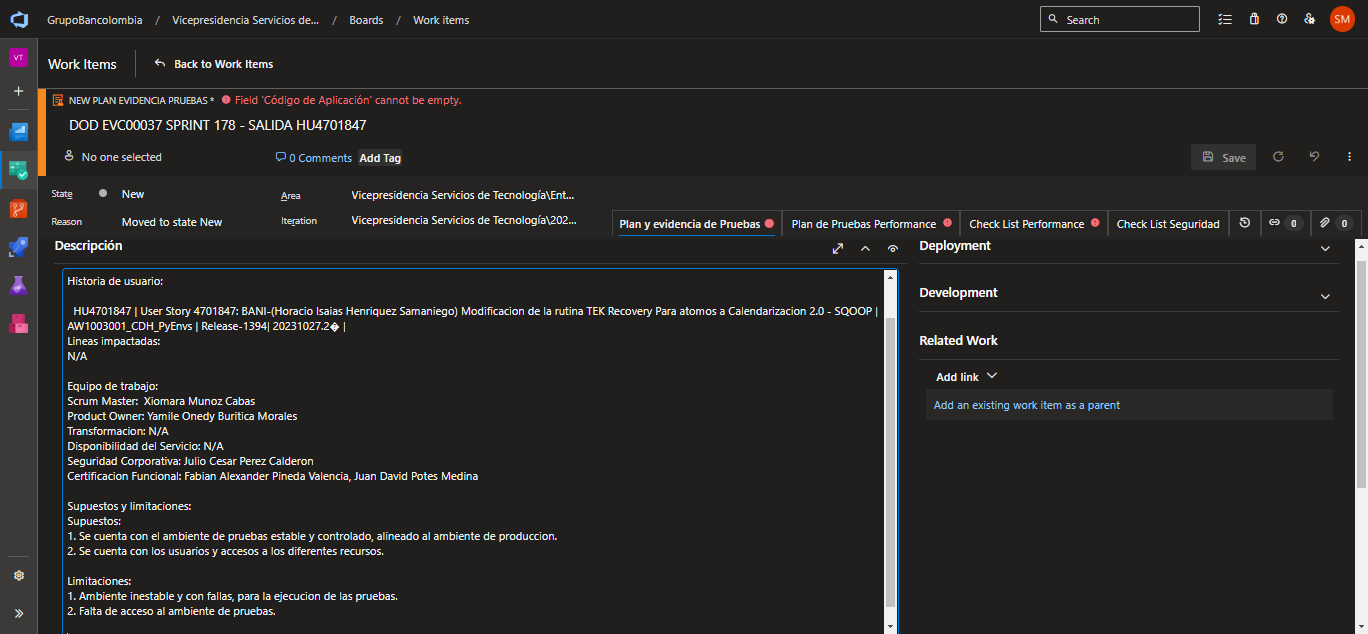 GrupoBancolombia / Vicepresidencia Servicios de... / Boards / Work items
Search
SM
VT
Work Items
Back to Work Items
NEW PLAN EVIDENCIA PRUEBAS * Field 'Código de Aplicación' cannot be empty.
DOD EVC00037 SPRINT 178 - SALIDA HU4701847
No one selected
0 Comments
Add Tag
Save
State
New
Area
Vicepresidencia Servicios de Tecnología\Ent...
Reason
Moved to state New
Iteration
Vicepresidencia Servicios de Tecnología\202...
Plan y evidencia de Pruebas
Plan de Pruebas Performance
Check List Performance
Check List Seguridad
0
0
Descripción
Historia de usuario:
HU4701847 | User Story 4701847: BANI-(Horacio Isaias Henriquez Samaniego) Modificacion de la rutina TEK Recovery Para atomos a Calendarizacion 2.0 - SQOOP |
AW1003001_CDH_PyEnvs | Release-1394| 20231027.2� |
Lineas impactadas:
N/A
Equipo de trabajo:
Scrum Master:  Xiomara Munoz Cabas
Product Owner: Yamile Onedy Buritica Morales
Transformacion: N/A
Disponibilidad del Servicio: N/A
Seguridad Corporativa: Julio Cesar Perez Calderon
Certificacion Funcional: Fabian Alexander Pineda Valencia, Juan David Potes Medina
Supuestos y limitaciones:
Supuestos:
1. Se cuenta con el ambiente de pruebas estable y controlado, alineado al ambiente de produccion.
2. Se cuenta con los usuarios y accesos a los diferentes recursos.
Limitaciones:
1. Ambiente inestable y con fallas, para la ejecucion de las pruebas.
2. Falta de acceso al ambiente de pruebas.
Deployment
Development
Related Work
Add link
Add an existing work item as a parent